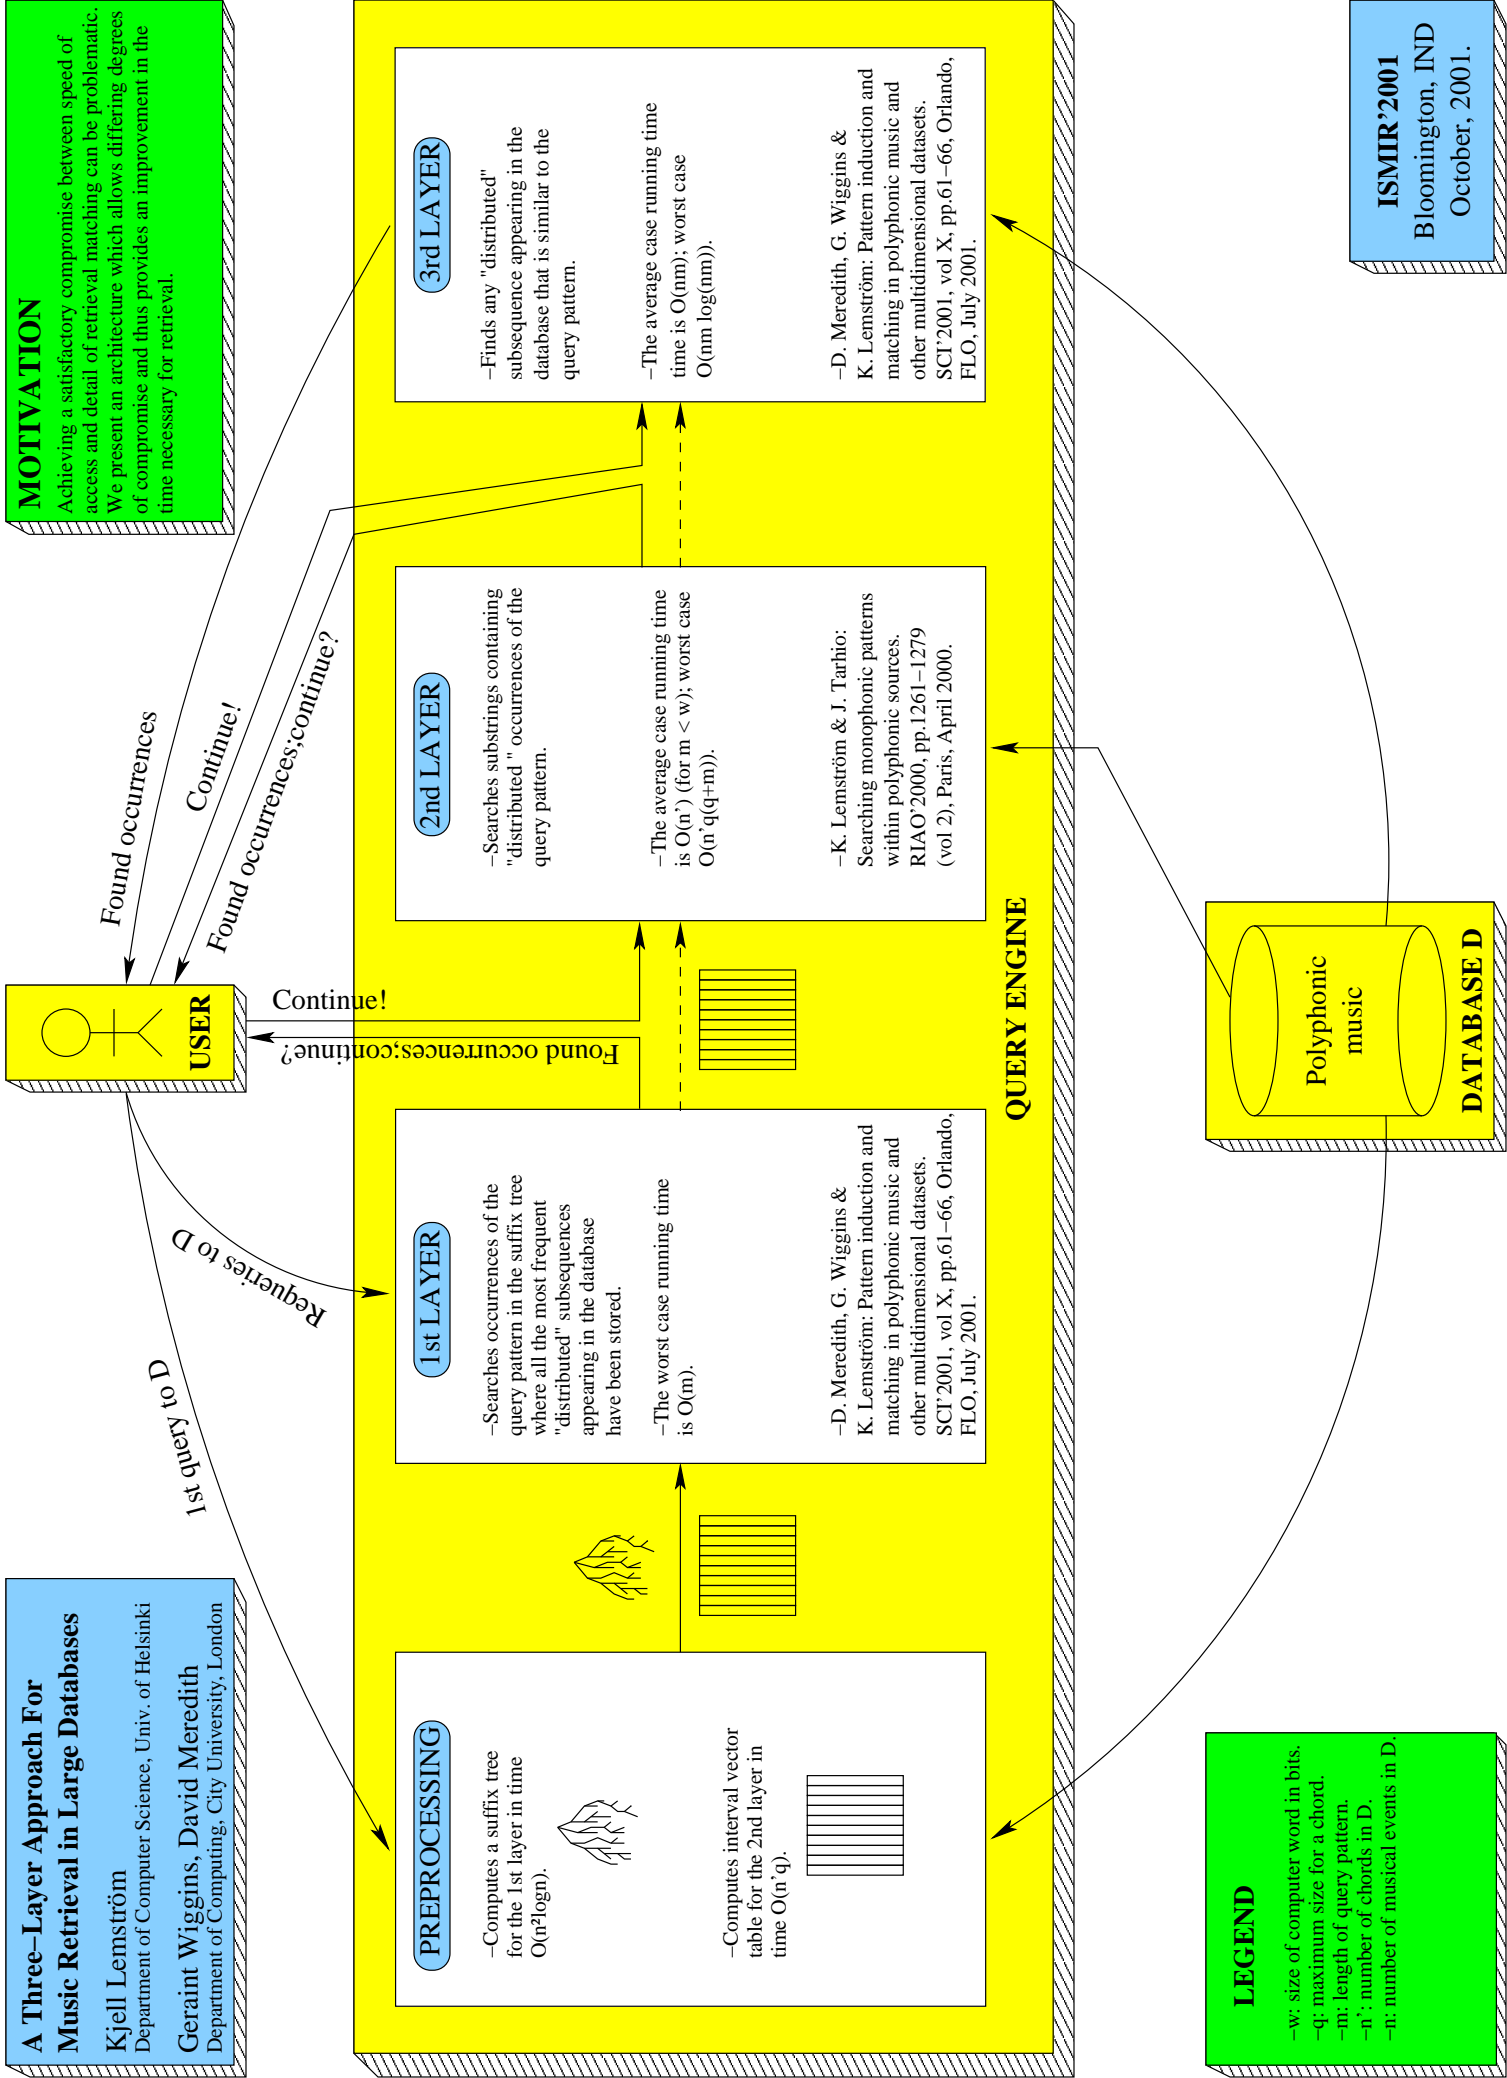 A Three–Layer Approach For
Music Retrieval in Large Databases
Kjell Lemström
Department of Computer Science, Univ. of Helsinki
Geraint Wiggins, David Meredith
Department of Computing, City University, London
USER
MOTIVATION
Achieving a satisfactory compromise between speed of
access and detail of retrieval matching can be problematic.
We present an architecture which allows differing degrees
of compromise and thus provides an improvement in the
time necessary for retrieval.
1st query to D
Requeries to D
Found occurrences;continue?
Continue!
Found occurrences;continue?
Continue!
Found occurrences
PREPROCESSING
–Computes a suffix tree
for the 1st layer in time
O(n²logn).
–Computes interval vector
table for the 2nd layer in
time O(n’q).
1st LAYER
–Searches occurrences of the
query pattern in the suffix tree
where all the most frequent
"distributed" subsequences
appearing in the database
have been stored.
–The worst case running time
is O(m).
–D. Meredith, G. Wiggins &
K. Lemström: Pattern induction and
matching in polyphonic music and
other multidimensional datasets.
SCI’2001, vol X, pp.61–66, Orlando,
FLO, July 2001.
2nd LAYER
–Searches substrings containing
"distributed " occurrences of the
query pattern.
–The average case running time
is O(n’) (for m < w); worst case
O(n’q(q+m)).
–K. Lemström & J. Tarhio:
Searching monophonic patterns
within polyphonic sources.
RIAO’2000, pp.1261–1279
(vol 2), Paris, April 2000.
3rd LAYER
–Finds any "distributed"
subsequence appearing in the
database that is similar to the
query pattern.
–The average case running time
time is O(nm); worst case
O(nm log(nm)).
–D. Meredith, G. Wiggins &
K. Lemström: Pattern induction and
matching in polyphonic music and
other multidimensional datasets.
SCI’2001, vol X, pp.61–66, Orlando,
FLO, July 2001.
QUERY ENGINE
LEGEND
–w: size of computer word in bits.
–q: maximum size for a chord.
–m: length of query pattern.
–n’: number of chords in D.
–n: number of musical events in D.
Polyphonic
music
DATABASE D
ISMIR’2001
Bloomington, IND
October, 2001.